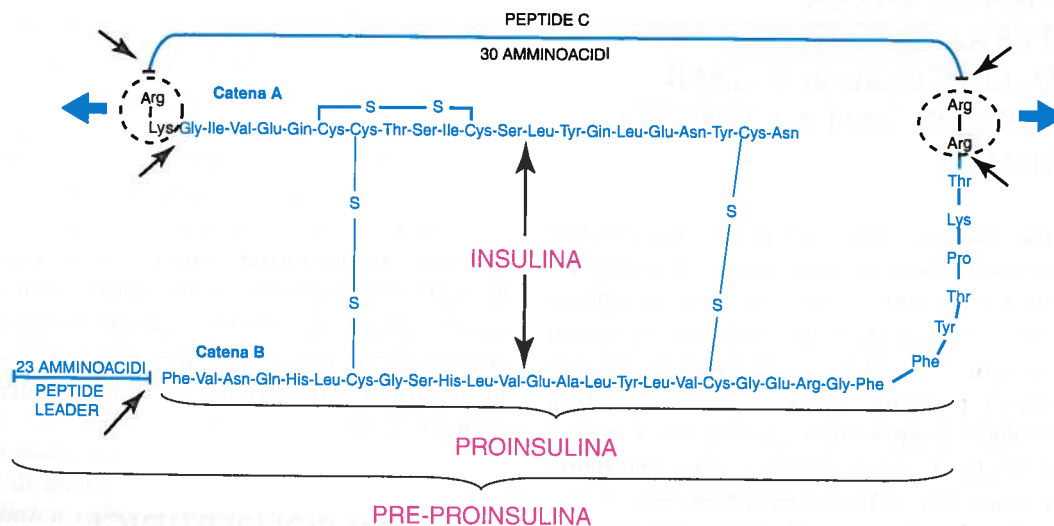 PEPTIDE C
30 AMMINOACIDI
Arg
Lys
Catena A
S S
Gly-Ile-Val-Glu-Gin-Cys-Cys-Thr-Ser-Ile-Cys-Ser-Leu-Tyr-Gin-Leu-Glu-Asn-Tyr-Cys-Asn
Arg
Arg
Thr
Lys
Pro
Thr
Tyr
Phe
S
S
INSULINA
S
S
Catena B
23 AMMINOACIDI
PEPTIDE
LEADER
Phe-Val-Asn-Gln-His-Leu-Cys-Gly-Ser-His-Leu-Val-Glu-Ala-Leu-Tyr-Leu-Val-Cys-Gly-Glu-Arg-Gly-Phe
PROINSULINA
PRE-PROINSULINA